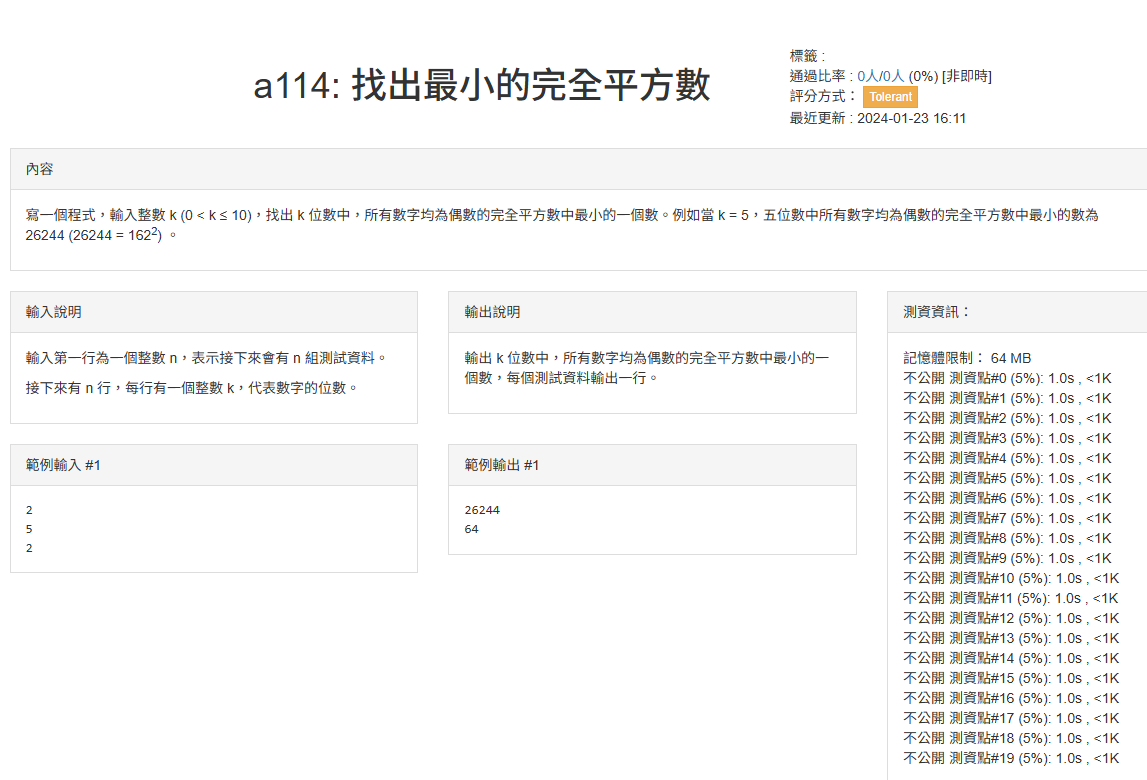 a114: 找出最小的完全平方數
標籤 :
通過比率 : 0人/0人 (0%) [非即時]
評分方式： Tolerant
最近更新 : 2024-01-23 16:11
內容
寫一個程式，輸入整數 k (0 < k ≤ 10)，找出 k 位數中，所有數字均為偶數的完全平方數中最小的一個數。例如當 k = 5，五位數中所有數字均為偶數的完全平方數中最小的數為
26244 (26244 = 162²) 。
輸入說明
輸入第一行為一個整數 n，表示接下來會有 n 組測試資料。
接下來有 n 行，每行有一個整數 k，代表數字的位數。
輸出說明
輸出 k 位數中，所有數字均為偶數的完全平方數中最小的一
個數，每個測試資料輸出一行。
範例輸入 #1
2
5
2
範例輸出 #1
26244
64
測資資訊：
記憶體限制： 64 MB
不公開 測資點#0 (5%): 1.0s , <1K
不公開 測資點#1 (5%): 1.0s , <1K
不公開 測資點#2 (5%): 1.0s , <1K
不公開 測資點#3 (5%): 1.0s , <1K
不公開 測資點#4 (5%): 1.0s , <1K
不公開 測資點#5 (5%): 1.0s , <1K
不公開 測資點#6 (5%): 1.0s , <1K
不公開 測資點#7 (5%): 1.0s , <1K
不公開 測資點#8 (5%): 1.0s , <1K
不公開 測資點#9 (5%): 1.0s , <1K
不公開 測資點#10 (5%): 1.0s , <1K
不公開 測資點#11 (5%): 1.0s , <1K
不公開 測資點#12 (5%): 1.0s , <1K
不公開 測資點#13 (5%): 1.0s , <1K
不公開 測資點#14 (5%): 1.0s , <1K
不公開 測資點#15 (5%): 1.0s , <1K
不公開 測資點#16 (5%): 1.0s , <1K
不公開 測資點#17 (5%): 1.0s , <1K
不公開 測資點#18 (5%): 1.0s , <1K
不公開 測資點#19 (5%): 1.0s , <1K